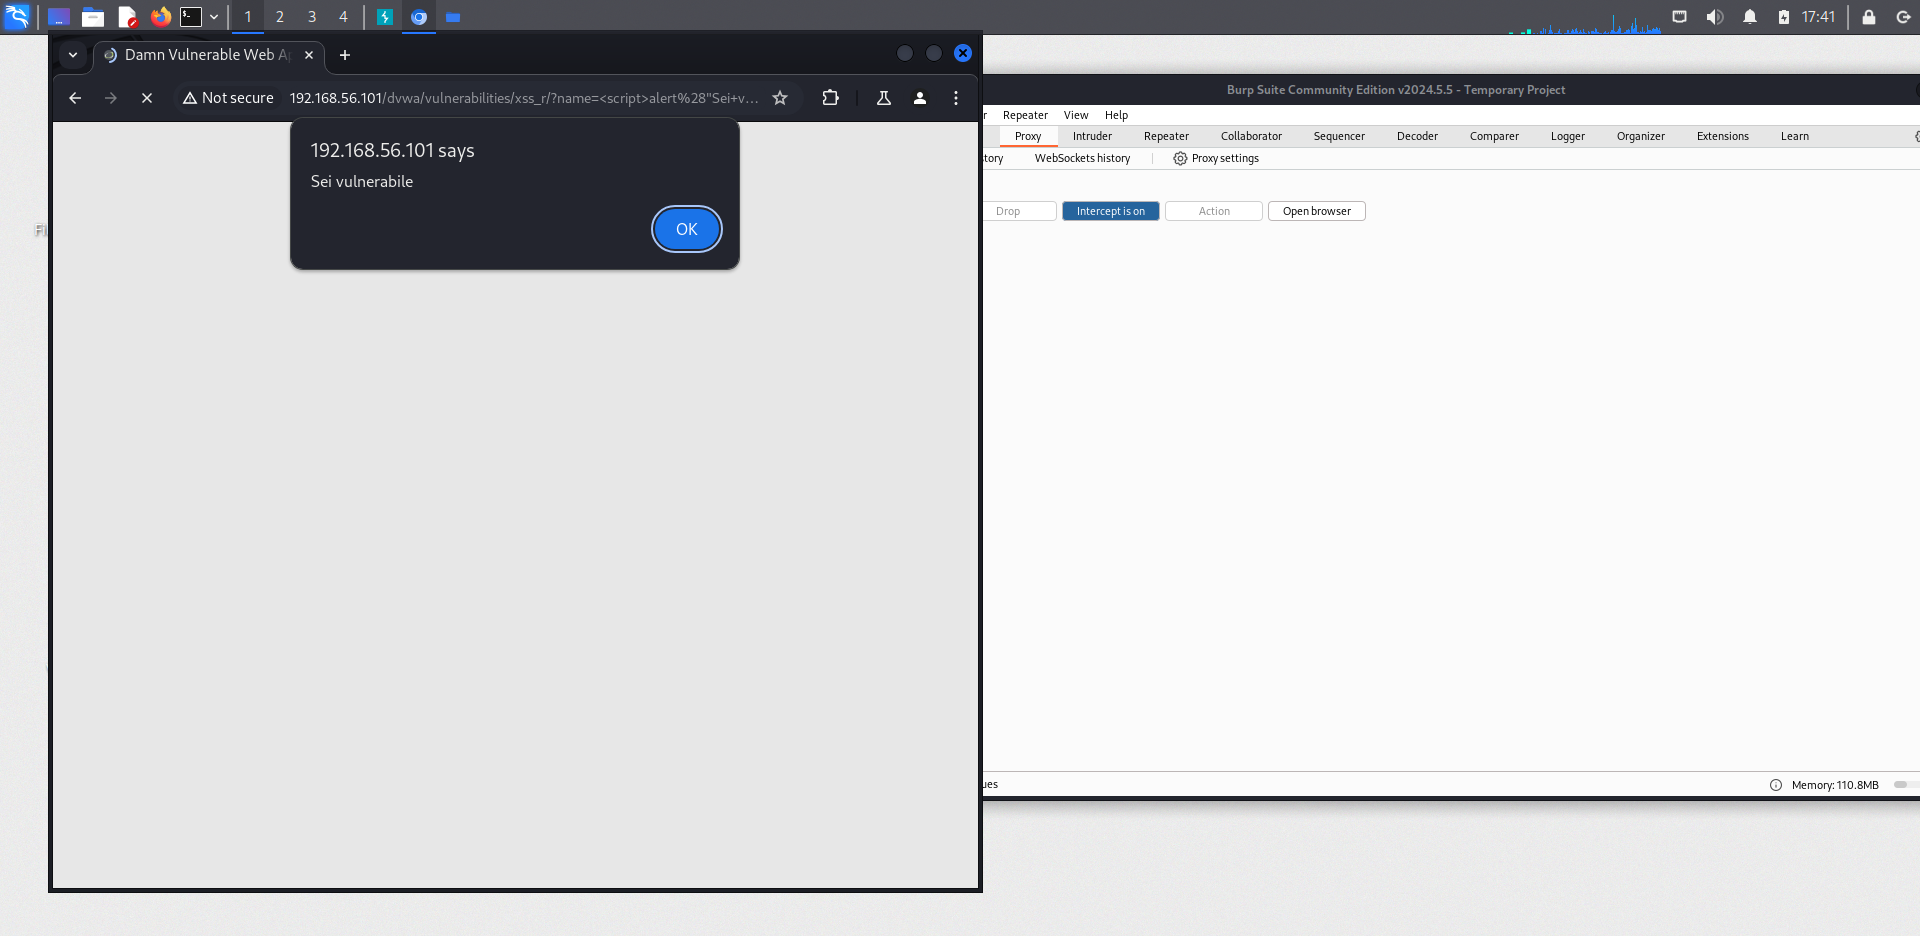 1 2 3 4 17:41
Damn Vulnerable Web Ap
Not secure 192.168.56.101/dvwa/vulnerabilities/xss_r/?name=<script>alert%28"Sei+v...
192.168.56.101 says
Sei vulnerabile
OK
Burp Suite Community Edition v2024.5.5 - Temporary Project
r Repeater View Help
Proxy Intruder Repeater Collaborator Sequencer Decoder Comparer Logger Organizer Extensions Learn
story WebSockets history Proxy settings
Drop Intercept is on Action Open browser
Fi
ues Memory: 110.8MB